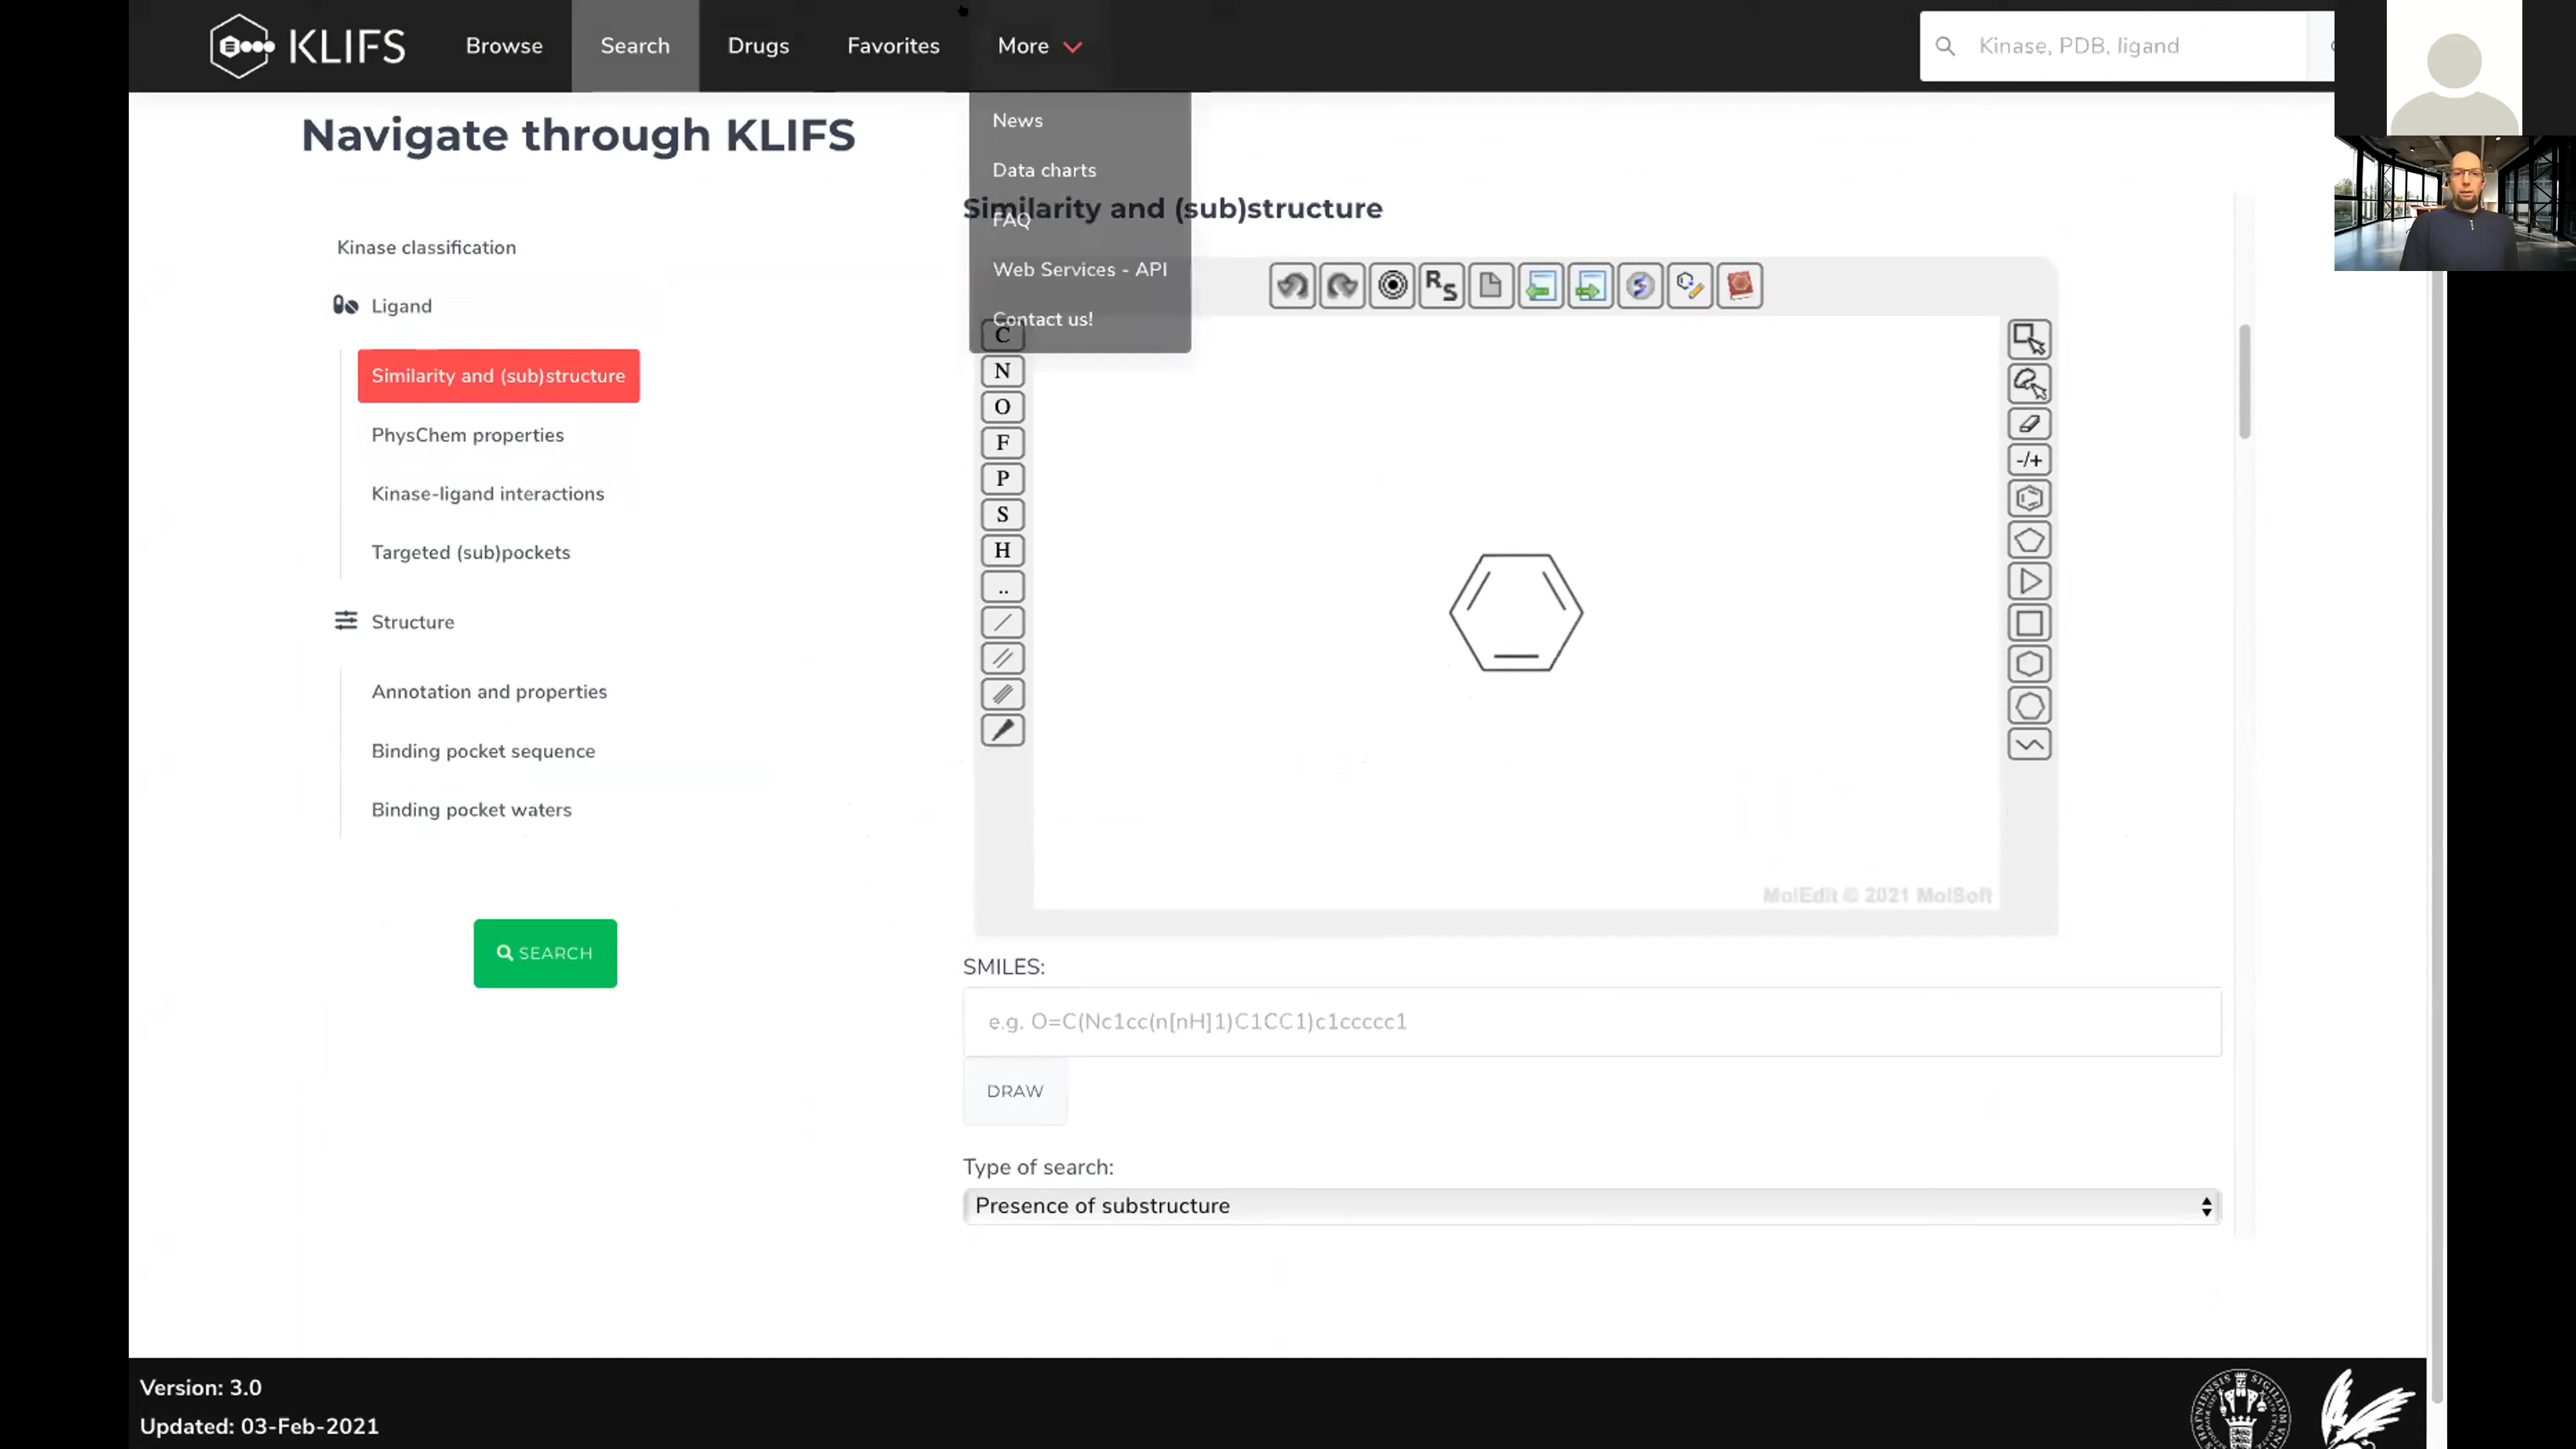 KLIFS
Browse
Search
Drugs
Favorites
More
Kinase, PDB, ligand
News
Data charts
FAQ
Web Services - API
Contact us!
Navigate through KLIFS
Kinase classification
Ligand
Similarity and (sub)structure
PhysChem properties
Kinase-ligand interactions
Targeted (sub)pockets
Structure
Annotation and properties
Binding pocket sequence
Binding pocket waters
SEARCH
Similarity and (sub)structure
RS
C
N
O
F
P
S
H
..
-/+
MolEdit © 2021 MolSoft
SMILES:
e.g. O=C(Nc1cc(n[nH]1)C1CC1)c1ccccc1
DRAW
Type of search:
Presence of substructure
Version: 3.0
Updated: 03-Feb-2021